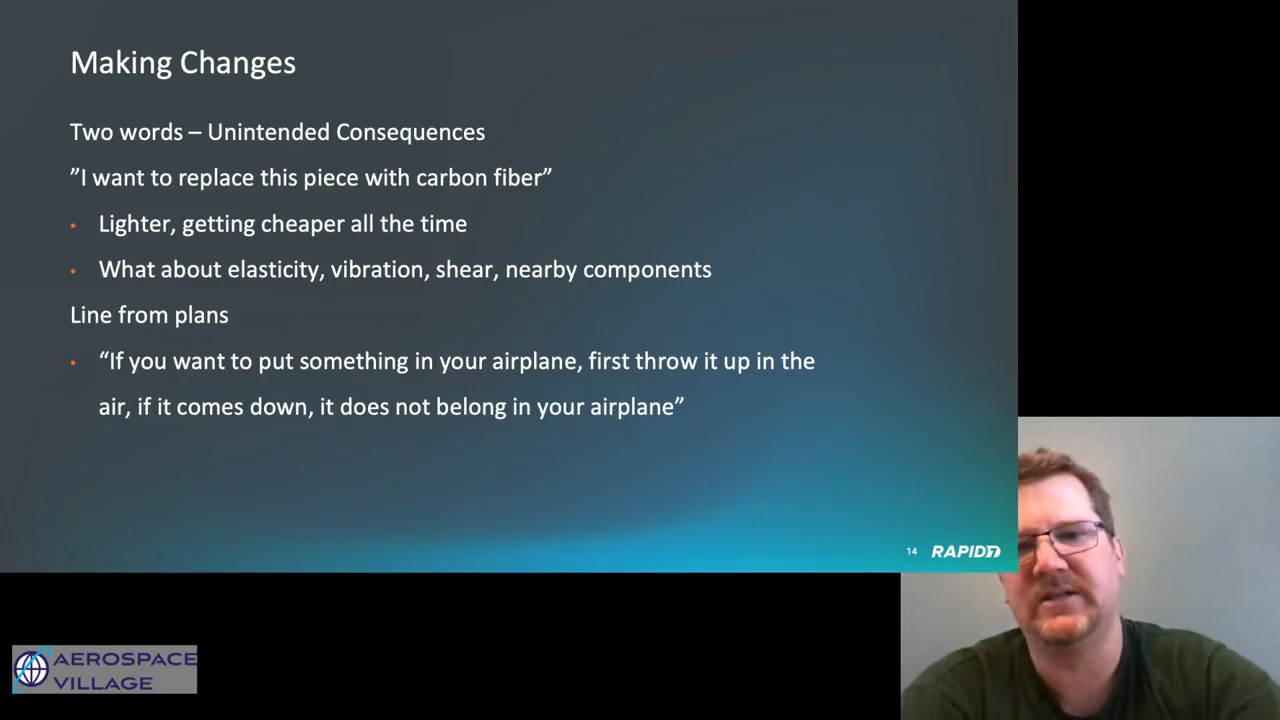 Making Changes
Two words – Unintended Consequences
”I want to replace this piece with carbon fiber”
• Lighter, getting cheaper all the time
• What about elasticity, vibration, shear, nearby components
Line from plans
• “If you want to put something in your airplane, first throw it up in the
air, if it comes down, it does not belong in your airplane”
14 RAPID7
AEROSPACE
VILLAGE